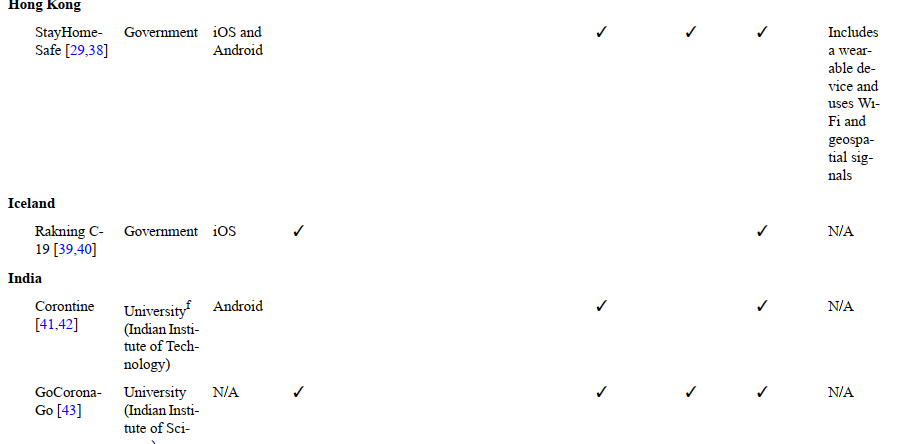 Hong Kong
StayHome- Government iOS and ✓ ✓ ✓ Includes
Safe [29,38] Android a wear-
able de-
vice and
uses Wi-
Fi and
geospa-
tial sig-
nals
Iceland
Rakning C- Government iOS ✓ ✓ N/A
19 [39,40]
India
Corontine University^f Android ✓ ✓ N/A
[41,42] (Indian Insti-
tute of Tech-
nology)
GoCorona- University N/A ✓ ✓ ✓ ✓ N/A
Go [43] (Indian Insti-
tute of Sci-